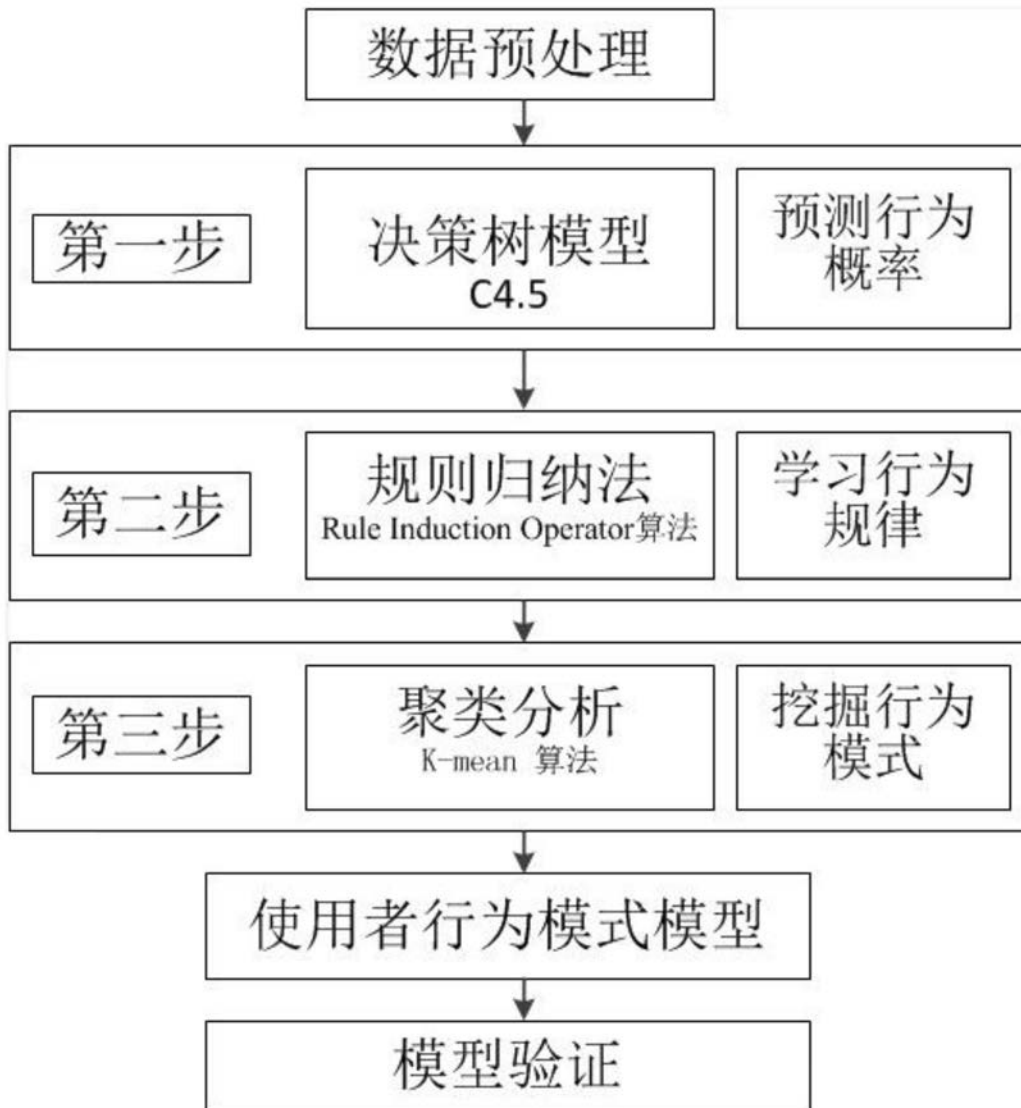 数据预处理
第一步
决策树模型
C4.5
预测行为
概率
第二步
规则归纳法
Rule Induction Operator算法
学习行为
规律
第三步
聚类分析
K-mean 算法
挖掘行为
模式
使用者行为模式模型
模型验证